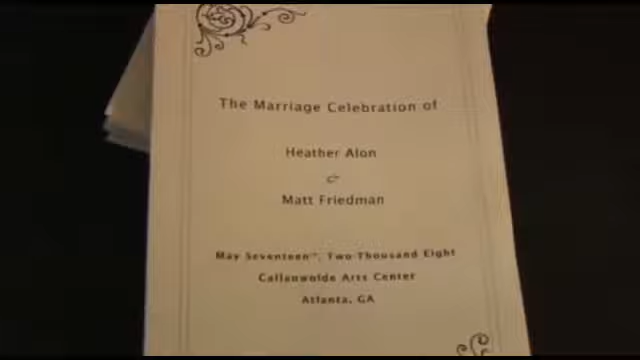 The Marriage Celebration of
Heather Alon
&
Matt Friedman
May Seventeenth, Two Thousand Eight
Callanwolde Arts Center
Atlanta, GA